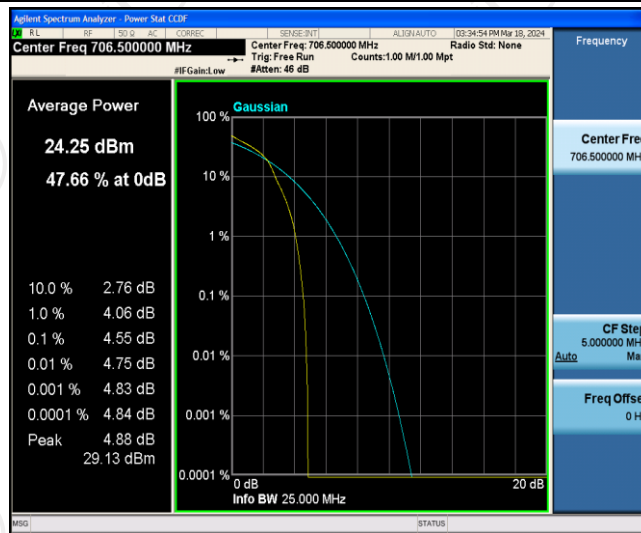 Agilent Spectrum Analyzer - Power Stat CCDF
RL RF 50 Ω AC CORREC SENSE:INT ALIGN AUTO 03:34:54 PM Mar 18, 2024
Center Freq 706.500000 MHz
Center Freq: 706.500000 MHz Radio Std: None
Trig: Free Run Counts:1.00 M/1.00 Mpt
#IFGain:Low #Atten: 46 dB
Frequency
Average Power
24.25 dBm
47.66 % at 0dB
10.0 % 2.76 dB
1.0 % 4.06 dB
0.1 % 4.55 dB
0.01 % 4.75 dB
0.001 % 4.83 dB
0.0001 % 4.84 dB
Peak 4.88 dB
29.13 dBm
Gaussian
100 %
10 %
1 %
0.1 %
0.01 %
0.001 %
0.0001 %
0 dB 20 dB
Info BW 25.000 MHz
Center Fre
706.500000 MH
CF Ste
5.000000 MH
Auto Ma
Freq Offse
0 H
MSG STATUS